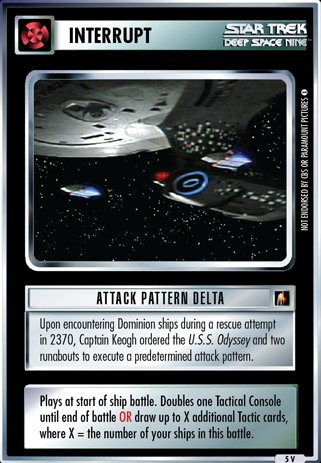 INTERRUPT
STAR TREK
DEEP SPACE NINE™
NOT ENDORSED BY CBS OR PARAMOUNT PICTURES
ATTACK PATTERN DELTA
Upon encountering Dominion ships during a rescue attempt
in 2370, Captain Keogh ordered the U.S.S. Odyssey and two
runabouts to execute a predetermined attack pattern.
Plays at start of ship battle. Doubles one Tactical Console
until end of battle OR draw up to X additional Tactic cards,
where X = the number of your ships in this battle.
5 V